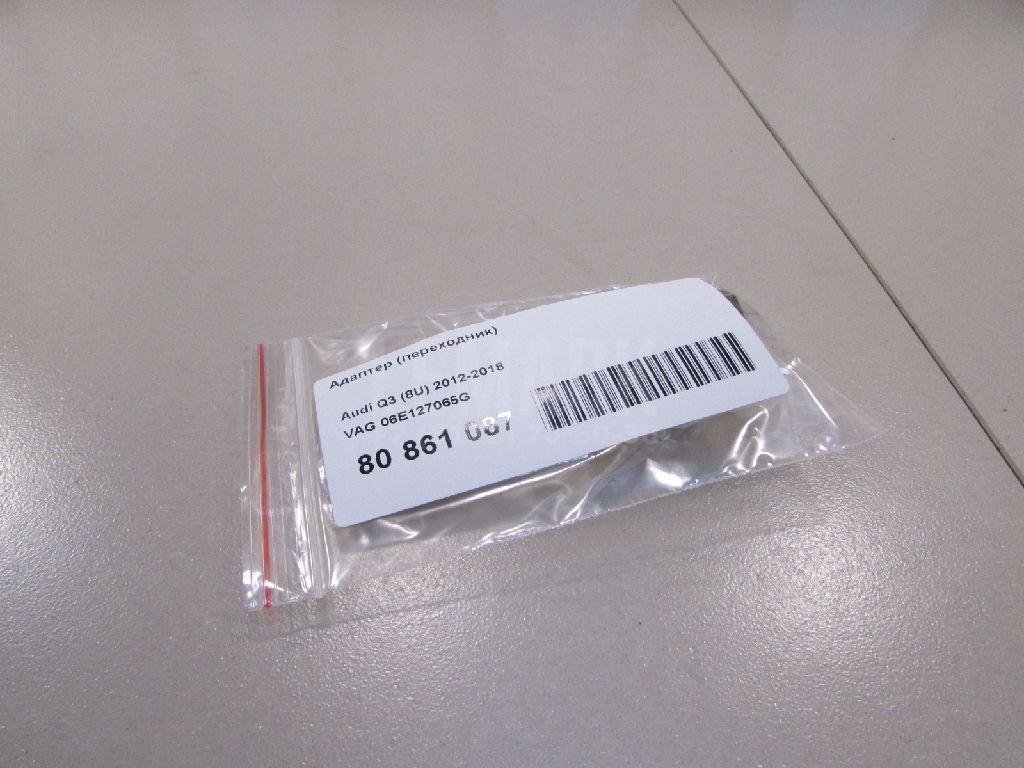 Адаптер (переходник)
Audi Q3 (8U) 2012-2018
VAG 06E127065G
80 861 087